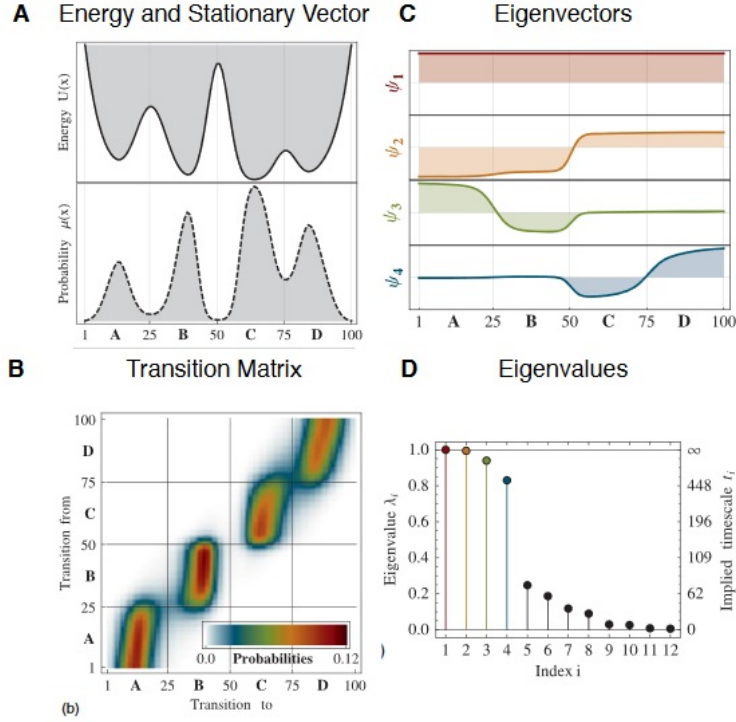 A Energy and Stationary Vector
Energy U(x)
Probability μ(x)
1 A 25 B 50 C 75 D 100
C Eigenvectors
ψ1
ψ2
ψ3
ψ4
1 A 25 B 50 C 75 D 100
B Transition Matrix
Transition from
100
D
75
C
50
B
25
A
1
0.0 Probabilities 0.12
1 A 25 B 50 C 75 D 100
Transition to
(b)
D Eigenvalues
Eigenvalue λi
1.0
0.8
0.6
0.4
0.2
0.0
∞
448
196
109
62
0
Implied timescale ti
1 2 3 4 5 6 7 8 9 10 11 12
Index i
)